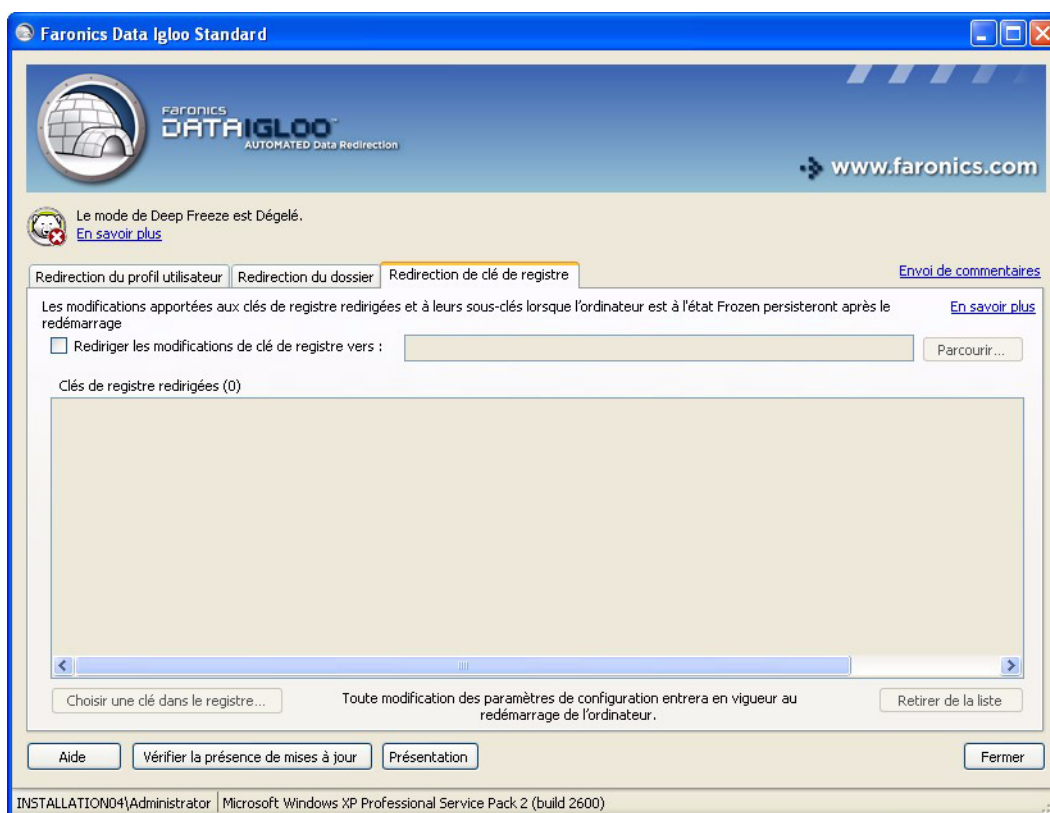 Faronics Data Igloo Standard
Faronics
DATA IGLOO™
AUTOMATED Data Redirection
www.faronics.com
Le mode de Deep Freeze est Dégelé.
En savoir plus
Redirection du profil utilisateur
Redirection du dossier
Redirection de clé de registre
Envoi de commentaires
Les modifications apportées aux clés de registre redirigées et à leurs sous-clés lorsque l'ordinateur est à l'état Frozen persisteront après le
redémarrage
En savoir plus
Rediriger les modifications de clé de registre vers :
Parcourir...
Clés de registre redirigées (0)
Choisir une clé dans le registre...
Toute modification des paramètres de configuration entrera en vigueur au
redémarrage de l'ordinateur.
Retirer de la liste
Aide
Vérifier la présence de mises à jour
Présentation
Fermer
INSTALLATION04\Administrator
Microsoft Windows XP Professional Service Pack 2 (build 2600)